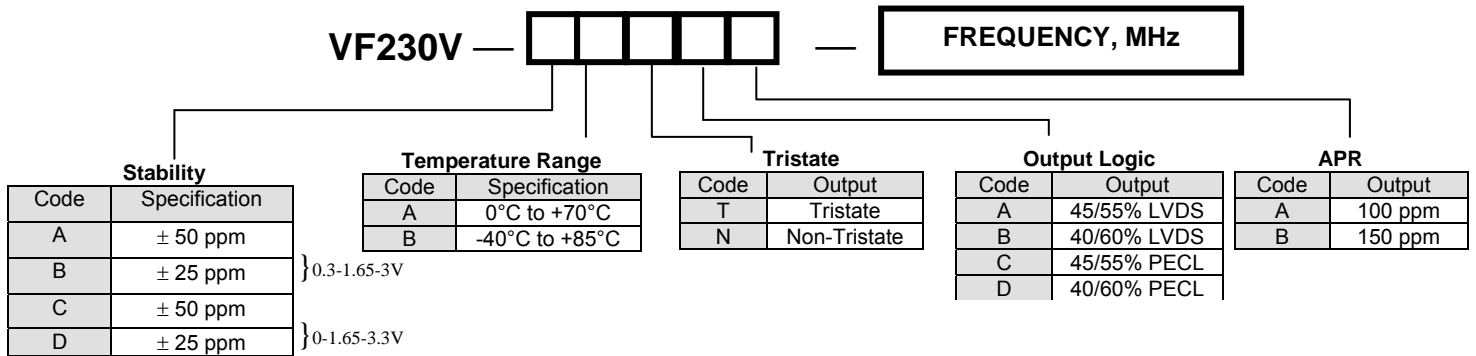 VF230V — — FREQUENCY, MHz
Stability
Code Specification
A ± 50 ppm
B ± 25 ppm
C ± 50 ppm
D ± 25 ppm
}0.3-1.65-3V
}0-1.65-3.3V
Temperature Range
Code Specification
A 0°C to +70°C
B -40°C to +85°C
Tristate
Code Output
T Tristate
N Non-Tristate
Output Logic
Code Output
A 45/55% LVDS
B 40/60% LVDS
C 45/55% PECL
D 40/60% PECL
APR
Code Output
A 100 ppm
B 150 ppm